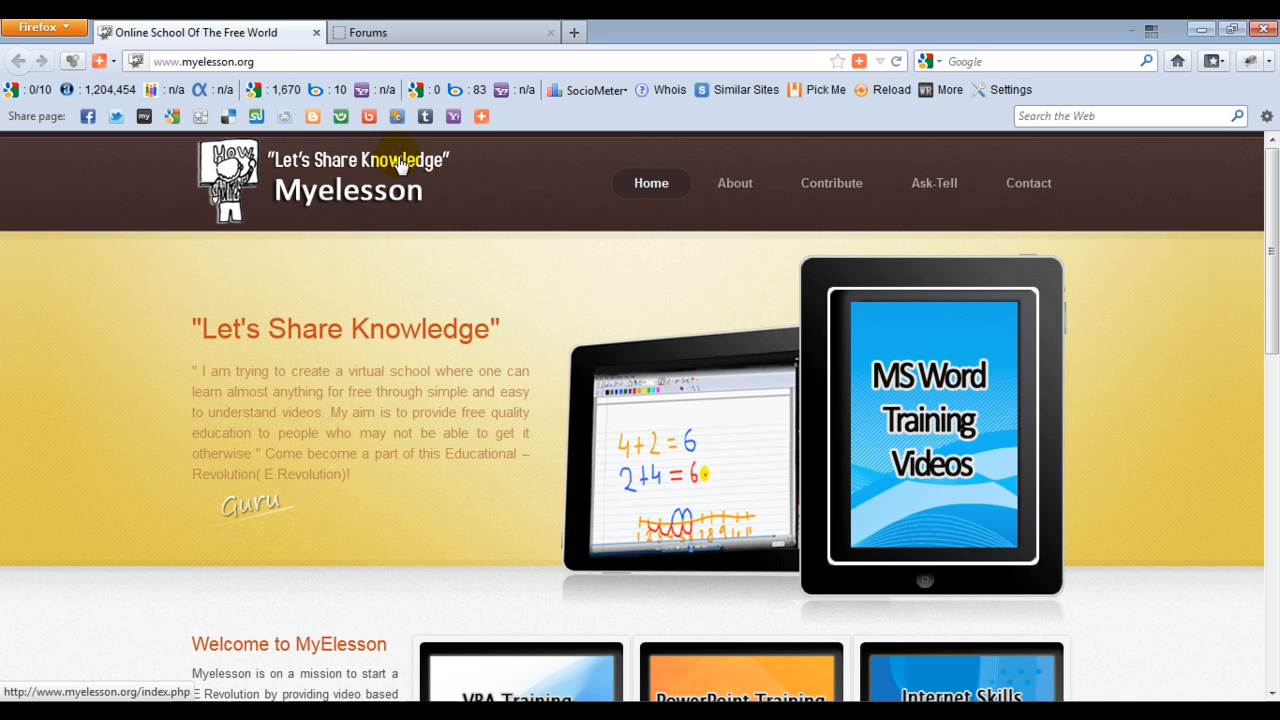 Firefox
Online School Of The Free World
Forums
www.myelesson.org
Google
: 0/10 : 1,204,454 : n/a : n/a : 1,670 : 10 : n/a : 0 : 83 : n/a SocioMeter Whois Similar Sites Pick Me Reload More Settings
Share page:
Search the Web
HOW
"Let's Share Knowledge"
Myelesson
Home About Contribute Ask-Tell Contact
"Let's Share Knowledge"
" I am trying to create a virtual school where one can
learn almost anything for free through simple and easy
to understand videos. My aim is to provide free quality
education to people who may not be able to get it
otherwise " Come become a part of this Educational –
Revolution( E Revolution)!
Guru
4+2=6
2+4=6
MS Word
Training
Videos
Welcome to MyElesson
Myelesson is on a mission to start a
E Revolution by providing video based
VBA Training
PowerPoint Training
Internet Skills
http://www.myelesson.org/index.php